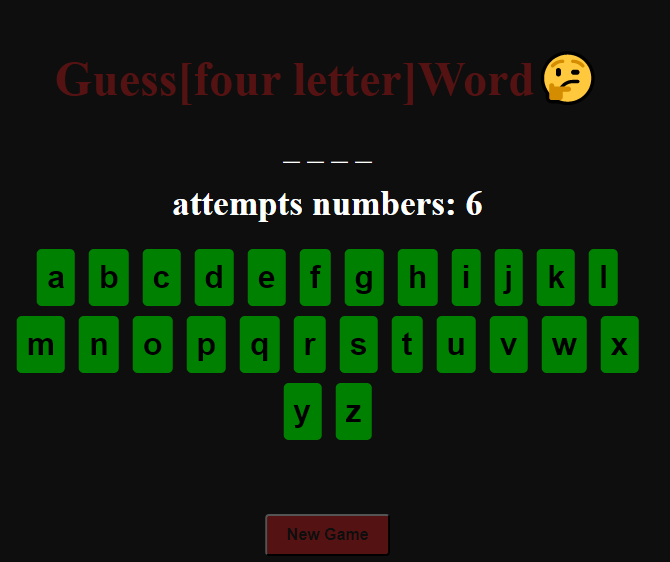 Guess[four letter]Word🤔
_ _ _ _
attempts numbers: 6
a b c d e f g h i j k l
m n o p q r s t u v w x
y z
New Game